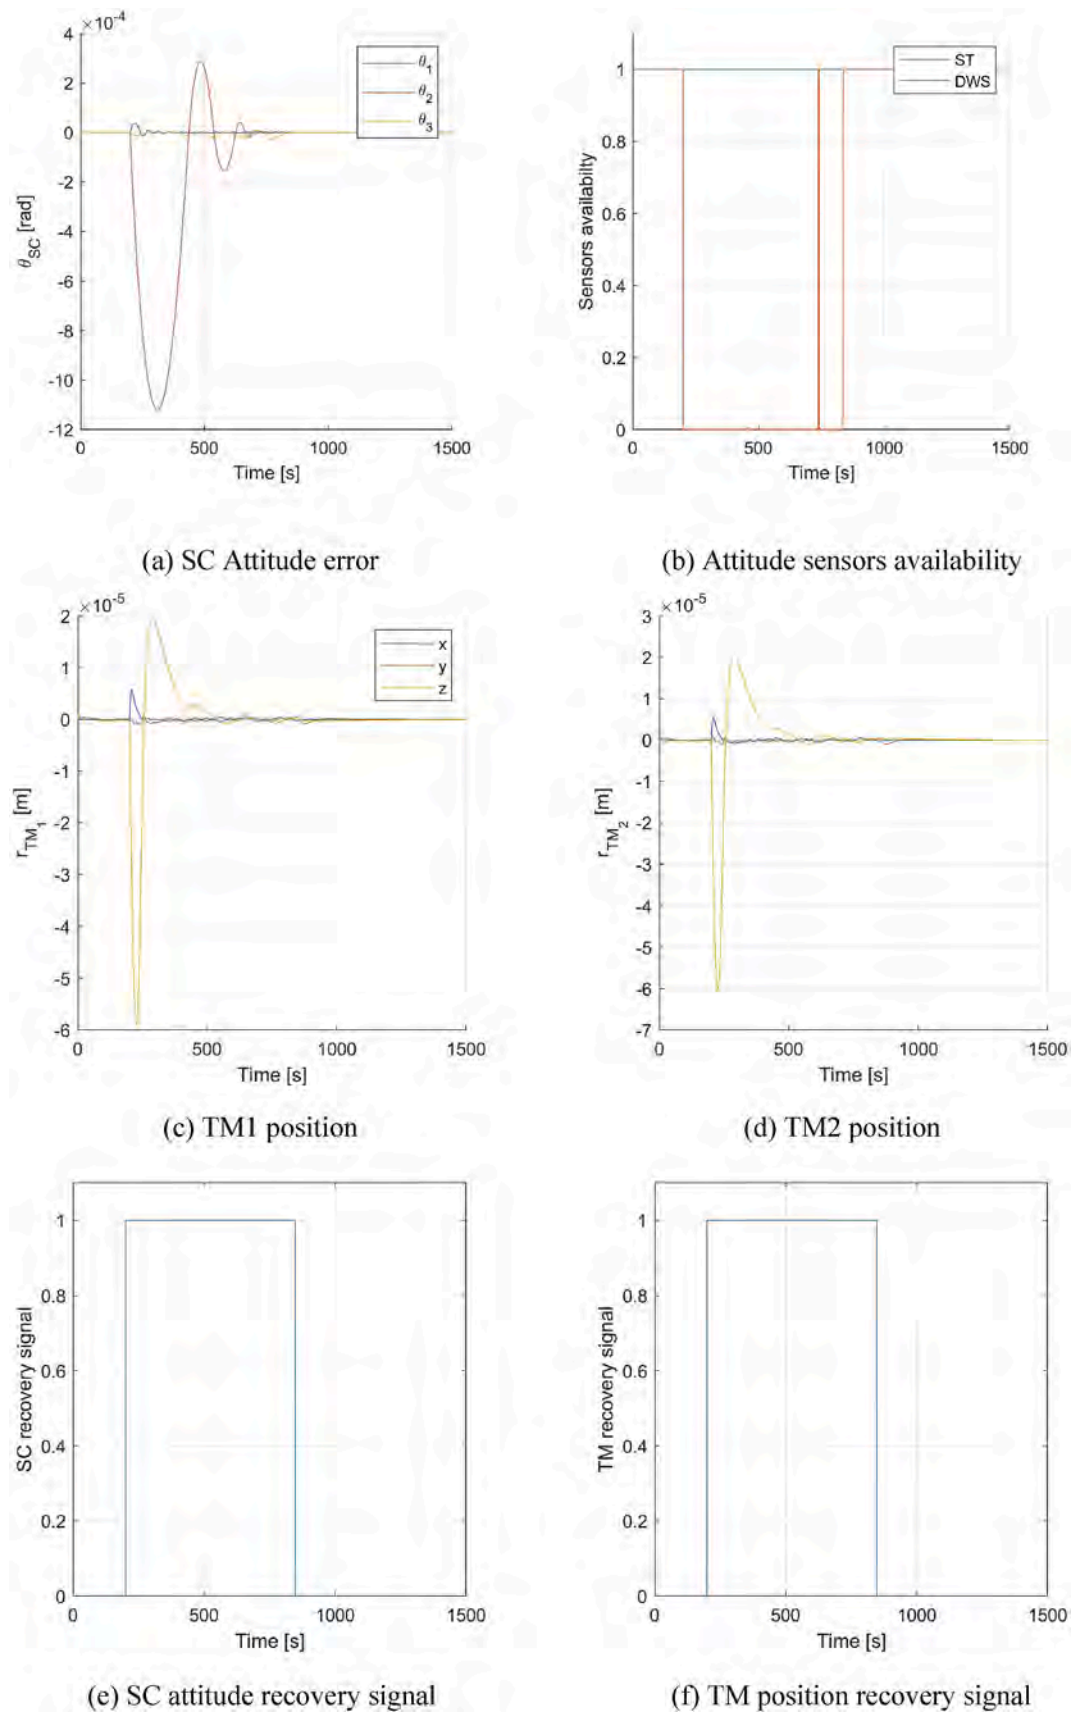 ×10⁻⁴
4
2
0
-2
-4
-6
-8
-10
-12
θ_SC [rad]
θ₁
θ₂
θ₃
0 500 1000 1500
Time [s]
(a) SC Attitude error
1
0.8
0.6
0.4
0.2
0
Sensors availabilty
ST
DWS
0 500 1000 1500
Time [s]
(b) Attitude sensors availability
×10⁻⁵
2
1
0
-1
-2
-3
-4
-5
-6
r_TM₁ [m]
x
y
z
0 500 1000 1500
Time [s]
(c) TM1 position
×10⁻⁵
3
2
1
0
-1
-2
-3
-4
-5
-6
-7
r_TM₂ [m]
0 500 1000 1500
Time [s]
(d) TM2 position
1
0.8
0.6
0.4
0.2
0
SC recovery signal
0 500 1000 1500
Time [s]
(e) SC attitude recovery signal
1
0.8
0.6
0.4
0.2
0
TM recovery signal
0 500 1000 1500
Time [s]
(f) TM position recovery signal